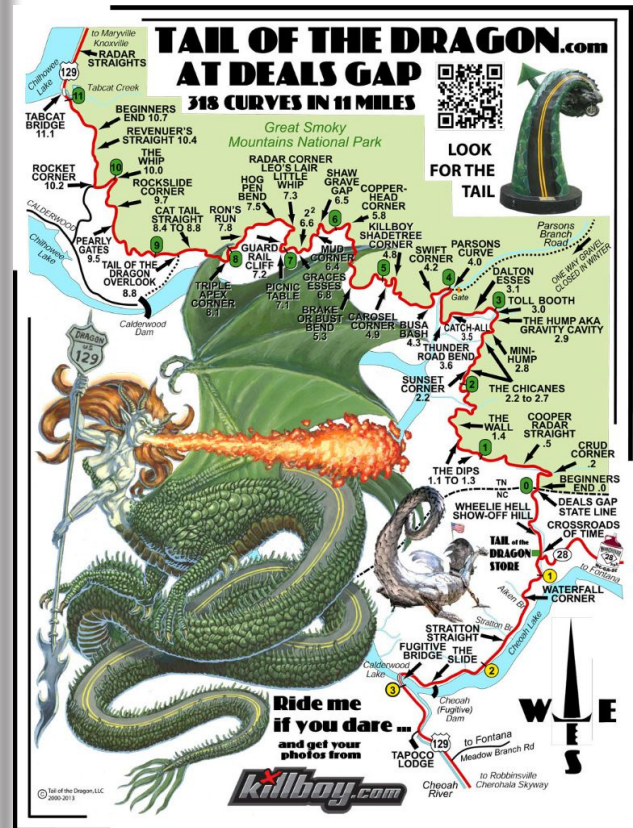 TAIL OF THE DRAGON.com
AT DEALS GAP
318 CURVES IN 11 MILES
to Maryville
Knoxville
RADAR
STRAIGHTS
129
Chilhowee
Lake
Tabcat Creek
11
TABCAT
BRIDGE
11.1
BEGINNERS
END 10.7
REVENUER'S
STRAIGHT 10.4
THE
WHIP
10.0
10
ROCKET
CORNER
10.2
ROCKSLIDE
CORNER
9.7
CAT TAIL
STRAIGHT
8.4 TO 8.8
CALDERWOOD
Chilhowee
Lake
PEARLY
GATES
9.5
9
TAIL OF THE
DRAGON
OVERLOOK
8.8
Calderwood
Dam
Great Smoky
Mountains National Park
LOOK
FOR THE
TAIL
RON'S
RUN
7.8
HOG
PEN
BEND
7.5
RADAR CORNER
LEO'S LAIR
LITTLE
WHIP
7.3
2²
6.6
SHAW
GRAVE
GAP
6.5
6
COPPER-
HEAD
CORNER
5.8
KILLBOY
SHADETREE
CORNER
4.8
SWIFT
CORNER
4.2
PARSONS
CURVE
4.0
Parsons
Branch
Road
ONE WAY GRAVEL
CLOSED IN WINTER
8
TRIPLE
APEX
CORNER
8.1
GUARD
RAIL
CLIFF
7.2
7
PICNIC
TABLE
7.1
MUD
CORNER
6.4
GRACES
ESSES
6.8
BRAKE
OR BUST
BEND
5.3
5
CAROSEL
CORNER
4.9
BUSA
BASH
4.3
4
Gate
DALTON
ESSES
3.1
3
TOLL BOOTH
3.0
CATCH-ALL
3.5
THUNDER
ROAD BEND
3.6
THE HUMP AKA
GRAVITY CAVITY
2.9
MINI-
HUMP
2.8
SUNSET
CORNER
2.2
2
THE CHICANES
2.2 to 2.7
THE
WALL
1.4
COOPER
RADAR
STRAIGHT
.5
1
THE DIPS
1.1 TO 1.3
CRUD
CORNER
.2
0
TN
NC
BEGINNERS
END .0
DEALS GAP
STATE LINE
WHEELIE HELL
SHOW-OFF HILL
CROSSROADS
OF TIME
TAIL of the
DRAGON
STORE
28
28
to Fontana
1
Aiken Br
WATERFALL
CORNER
Cheoah Lake
STRATTON
STRAIGHT
Stratton Br
FUGITIVE
BRIDGE
THE
SLIDE
2
Calderwood
Lake
3
Cheoah
(Fugitive)
Dam
W E
S
129
to Fontana
Meadow Branch Rd
TAPOCO
LODGE
Cheoah
River
to Robbinsville
Cherohala Skyway
DRAGON
US
129
Ride me
if you dare ...
and get your
photos from
killboy.com
© Tail of the Dragon, LLC
2000-2013